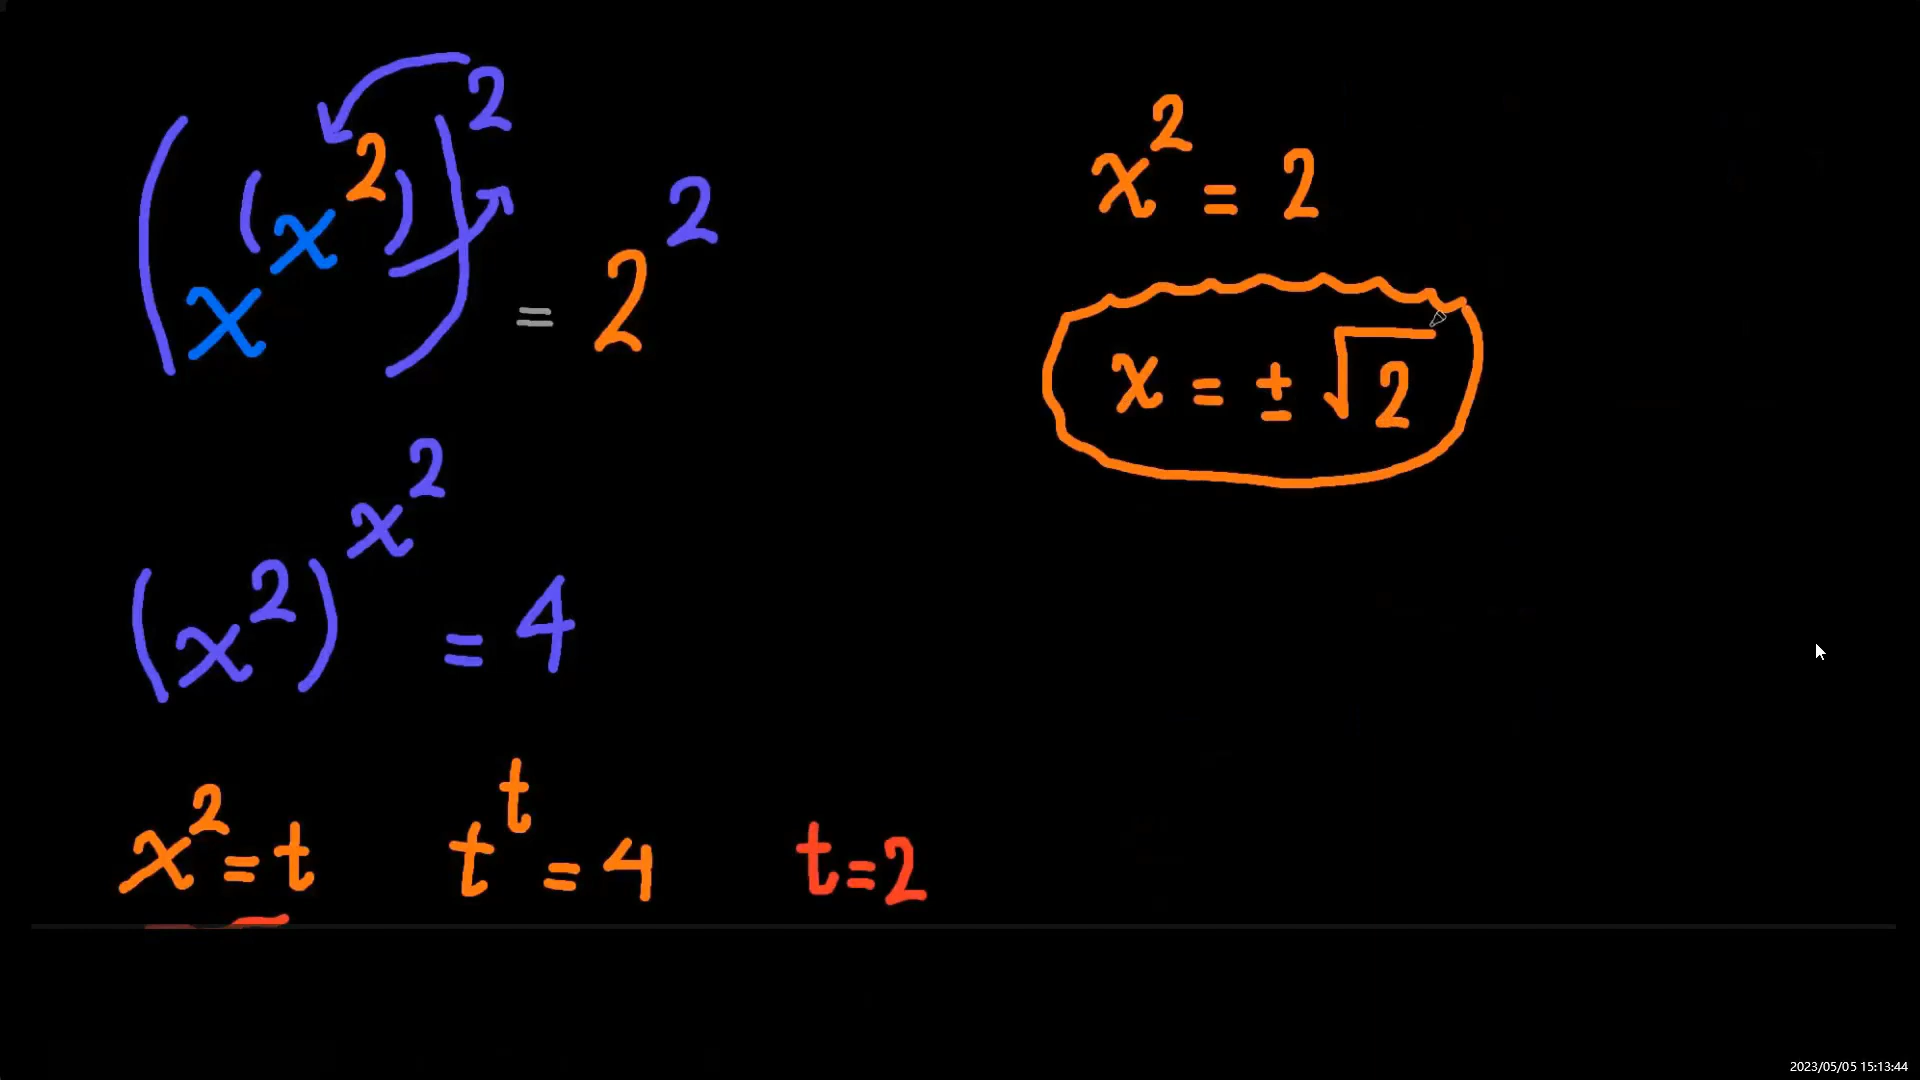 (x^(x^2))^2 = 2^2
(x^2)^x^2 = 4
x^2 = t t^t = 4 t = 2
x^2 = 2
x = ± √2
2023/05/05 15:13:44